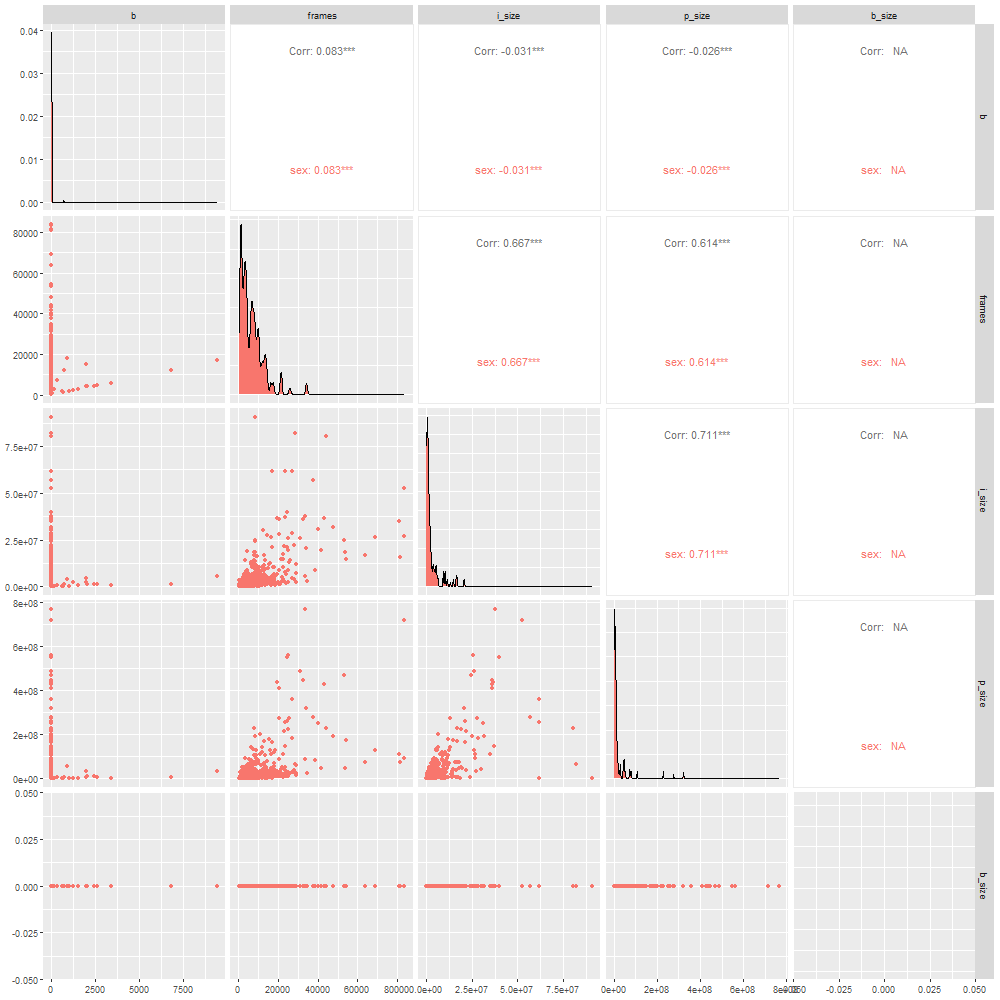 b frames i_size p_size b_size
0.04
0.03
0.02
0.01
0.00
Corr: 0.083***
Corr: -0.031***
Corr: -0.026***
Corr: NA
sex: 0.083***
sex: -0.031***
sex: -0.026***
sex: NA
b
80000
60000
40000
20000
0
Corr: 0.667***
Corr: 0.614***
Corr: NA
sex: 0.667***
sex: 0.614***
sex: NA
frames
7.5e+07
5.0e+07
2.5e+07
0.0e+00
Corr: 0.711***
Corr: NA
sex: 0.711***
sex: NA
i_size
8e+08
6e+08
4e+08
2e+08
0e+00
Corr: NA
sex: NA
p_size
0.050
0.025
0.000
-0.025
-0.050
b_size
0 2500 5000 7500
0 20000 40000 60000 80000
0.0e+00 2.5e+07 5.0e+07 7.5e+07
0e+00 2e+08 4e+08 6e+08 8e+08
-0.050 -0.025 0.000 0.025 0.050